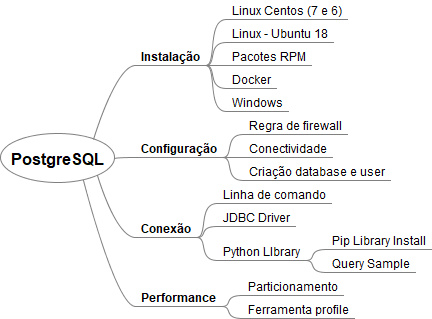 PostgreSQL
Instalação
Linux Centos (7 e 6)
Linux - Ubuntu 18
Pacotes RPM
Docker
Windows
Configuração
Regra de firewall
Conectividade
Criação database e user
Conexão
Linha de comando
JDBC Driver
Python LIbrary
Pip Library Install
Query Sample
Performance
Particionamento
Ferramenta profile